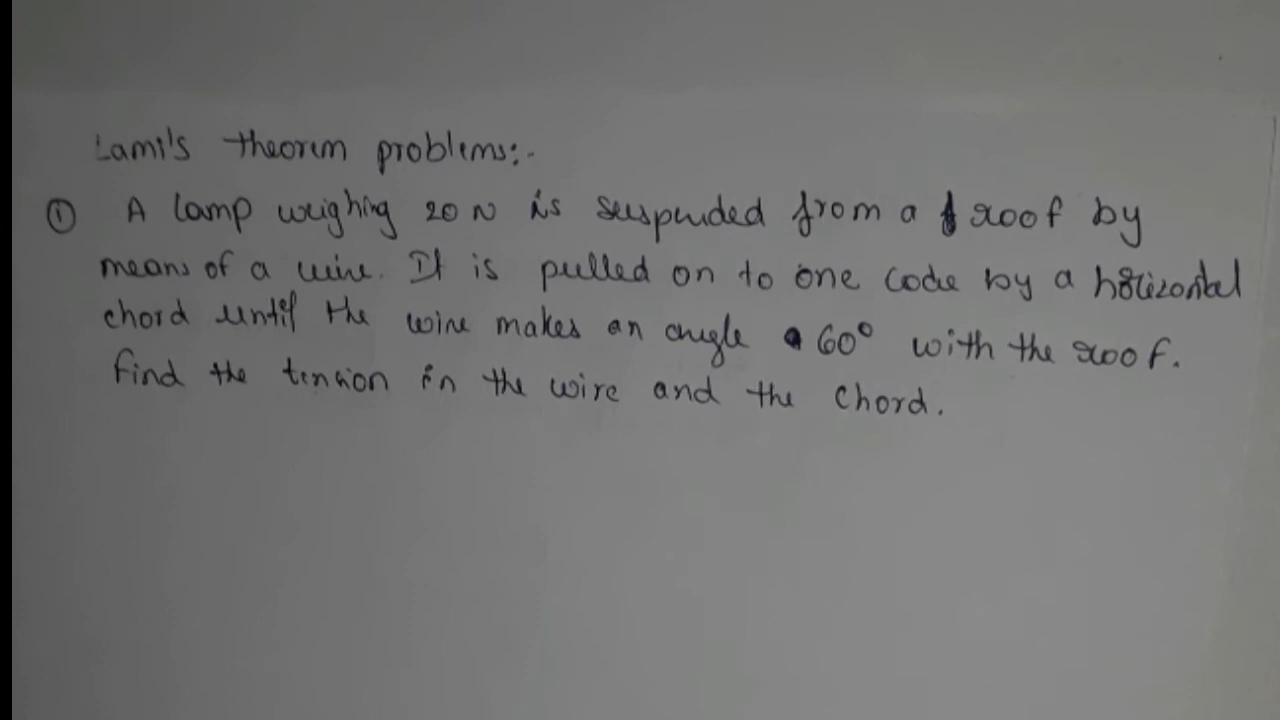 Lami's theorem problems:-
① A lamp weighing 20 N is suspended from a roof by
means of a wire. It is pulled on to one code by a horizontal
chord until the wire makes an angle 60° with the roof.
find the tension in the wire and the chord.